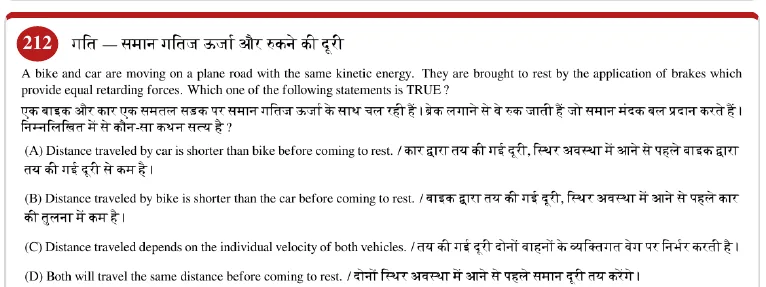 212 गति — समान गतिज ऊर्जा और रुकने की दूरी
A bike and car are moving on a plane road with the same kinetic energy. They are brought to rest by the application of brakes which
provide equal retarding forces. Which one of the following statements is TRUE ?
एक बाइक और कार एक समतल सडक पर समान गतिज ऊर्जा के साथ चल रही हैं। ब्रेक लगाने से वे रुक जाती हैं जो समान मंदक बल प्रदान करते हैं।
निम्नलिखित में से कौन-सा कथन सत्य है ?
(A) Distance traveled by car is shorter than bike before coming to rest. / कार द्वारा तय की गई दूरी, स्थिर अवस्था में आने से पहले बाइक द्वारा
तय की गई दूरी से कम है।
(B) Distance traveled by bike is shorter than the car before coming to rest. / बाइक द्वारा तय की गई दूरी, स्थिर अवस्था में आने से पहले कार
की तुलना में कम है।
(C) Distance traveled depends on the individual velocity of both vehicles. / तय की गई दूरी दोनों वाहनों के व्यक्तिगत वेग पर निर्भर करती है।
(D) Both will travel the same distance before coming to rest. / दोनों स्थिर अवस्था में आने से पहले समान दूरी तय करेंगे।